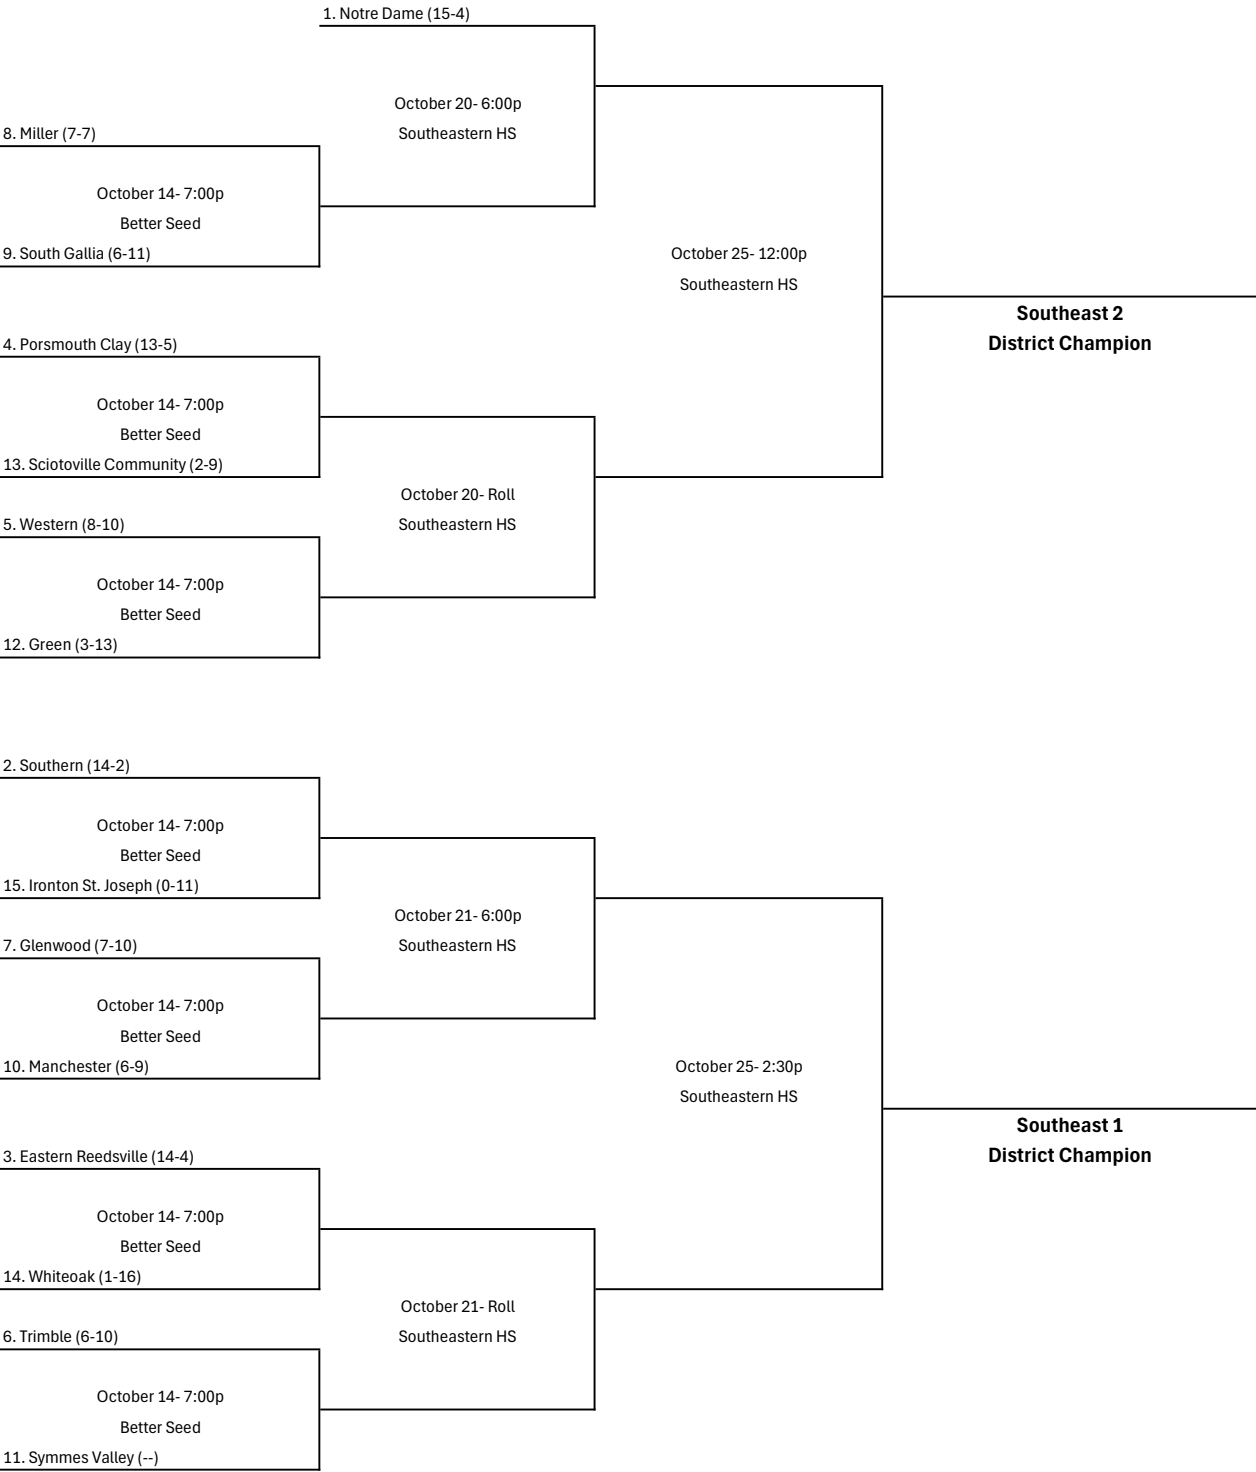 1. Notre Dame (15-4)
October 20- 6:00p
Southeastern HS
8. Miller (7-7)
October 14- 7:00p
Better Seed
9. South Gallia (6-11)
October 25- 12:00p
Southeastern HS
Southeast 2
District Champion
4. Porsmouth Clay (13-5)
October 14- 7:00p
Better Seed
13. Sciotoville Community (2-9)
October 20- Roll
Southeastern HS
5. Western (8-10)
October 14- 7:00p
Better Seed
12. Green (3-13)
2. Southern (14-2)
October 14- 7:00p
Better Seed
15. Ironton St. Joseph (0-11)
October 21- 6:00p
Southeastern HS
7. Glenwood (7-10)
October 14- 7:00p
Better Seed
10. Manchester (6-9)
October 25- 2:30p
Southeastern HS
Southeast 1
District Champion
3. Eastern Reedsville (14-4)
October 14- 7:00p
Better Seed
14. Whiteoak (1-16)
October 21- Roll
Southeastern HS
6. Trimble (6-10)
October 14- 7:00p
Better Seed
11. Symmes Valley (--)